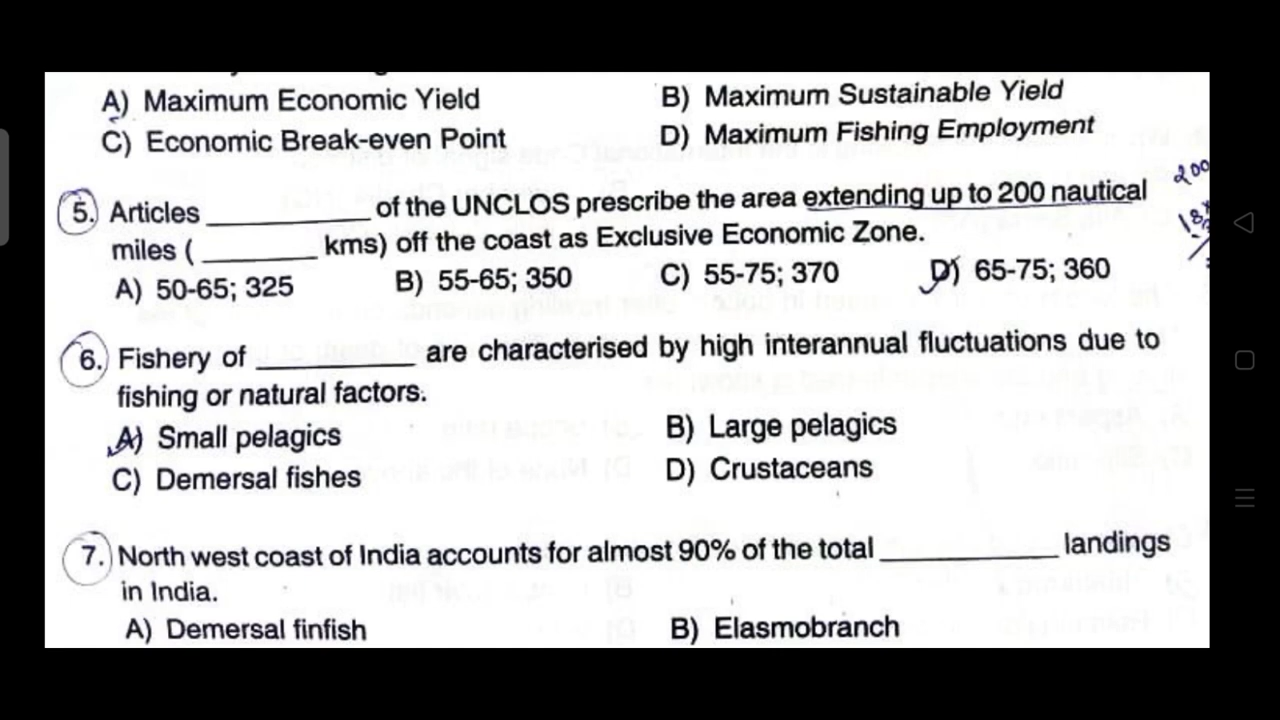 A) Maximum Economic Yield B) Maximum Sustainable Yield
C) Economic Break-even Point D) Maximum Fishing Employment
5. Articles ____________ of the UNCLOS prescribe the area extending up to 200 nautical
miles ( ____________ kms) off the coast as Exclusive Economic Zone.
A) 50-65; 325 B) 55-65; 350 C) 55-75; 370 D) 65-75; 360
200
6. Fishery of ____________ are characterised by high interannual fluctuations due to
fishing or natural factors.
A) Small pelagics B) Large pelagics
C) Demersal fishes D) Crustaceans
7. North west coast of India accounts for almost 90% of the total ____________ landings
in India.
A) Demersal finfish B) Elasmobranch